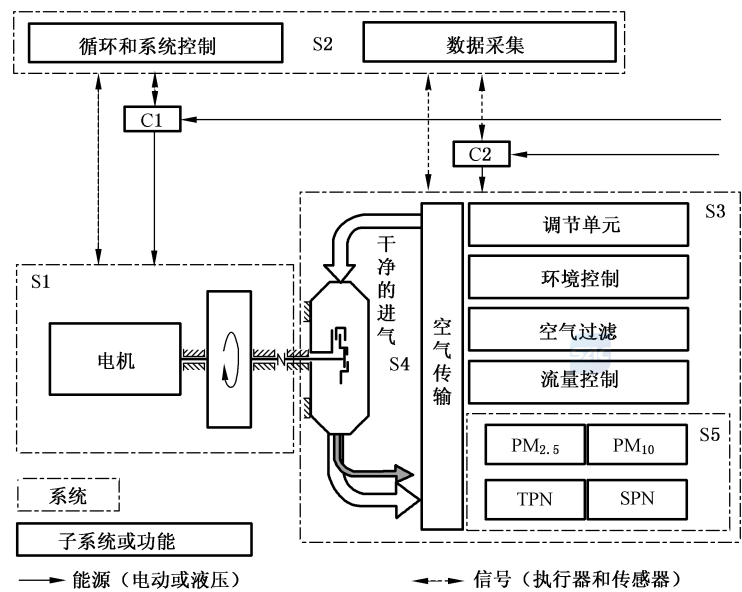 循环和系统控制
S2
数据采集
C1
C2
S3
调节单元
干净的进气
S1
环境控制
空气传输
空气过滤
电机
N
S4
流量控制
S5
PM2.5
PM10
TPN
SPN
系统
子系统或功能
能源（电动或液压）
信号（执行器和传感器）